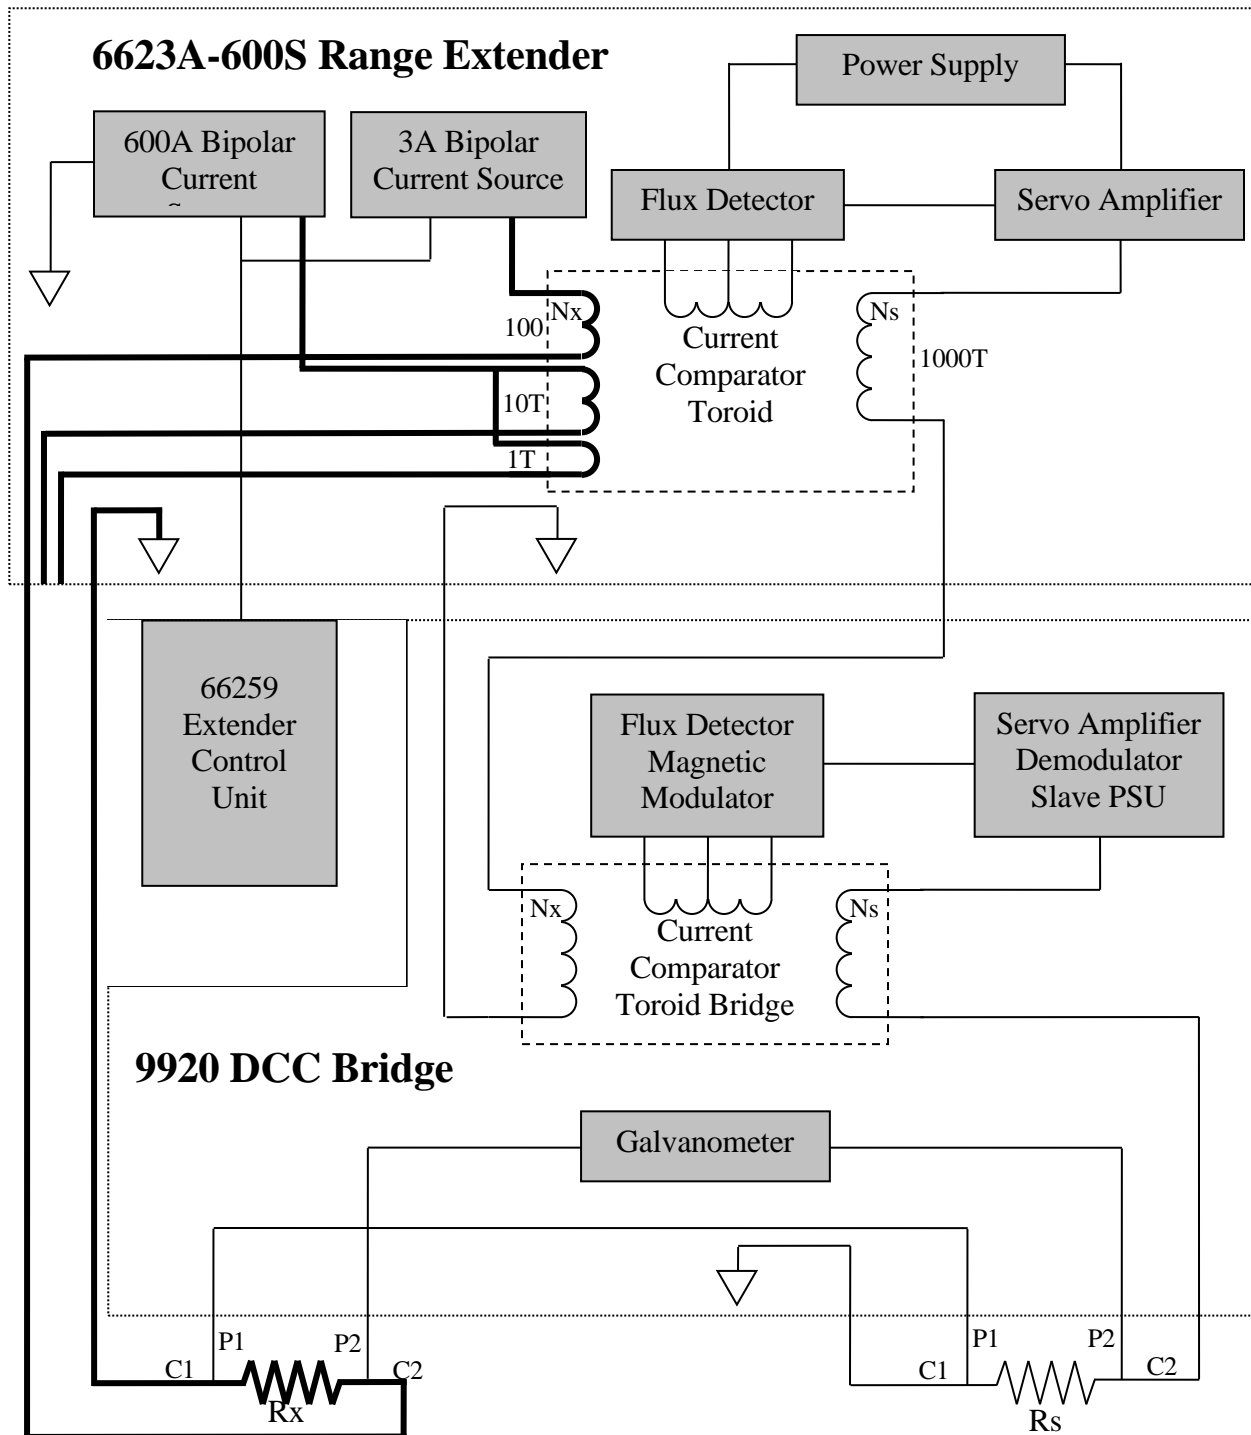 6623A-600S Range Extender
Power Supply
600A Bipolar
Current
3A Bipolar
Current Source
Flux Detector
Servo Amplifier
Nx
100
10T
1T
Current
Comparator
Toroid
Ns
1000T
66259
Extender
Control
Unit
Flux Detector
Magnetic
Modulator
Servo Amplifier
Demodulator
Slave PSU
Nx
Current
Comparator
Toroid Bridge
Ns
9920 DCC Bridge
Galvanometer
P1
P2
C1
C2
Rx
P1
P2
C1
C2
Rs